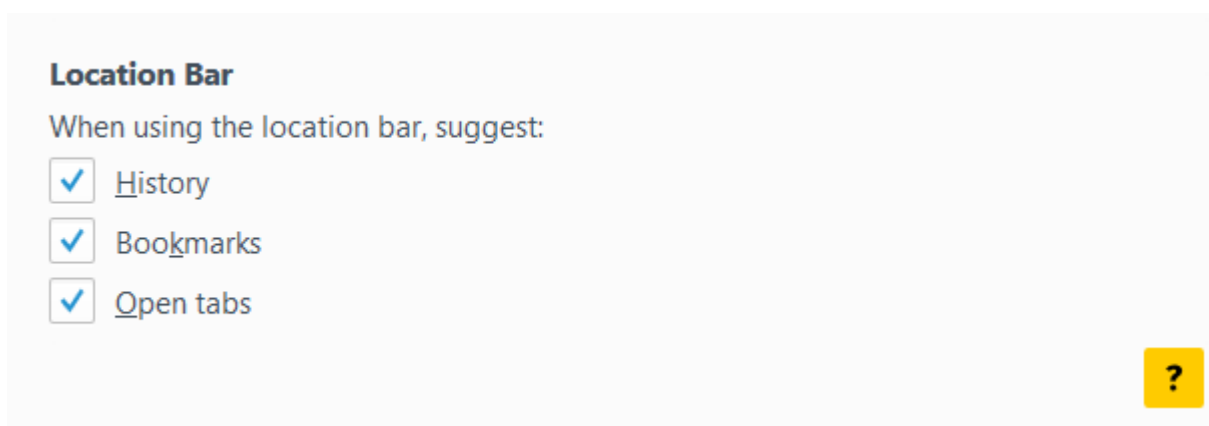 Location Bar
When using the location bar, suggest:
History
Bookmarks
Open tabs
?